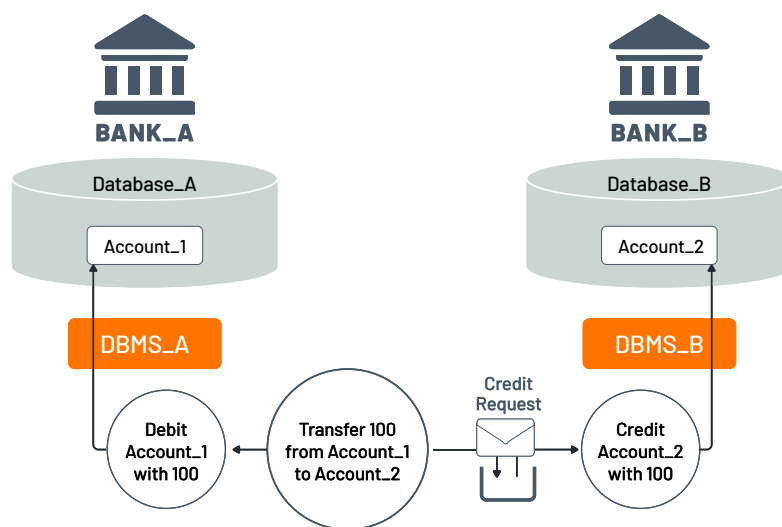 BANK_A
BANK_B
Database_A
Database_B
Account_1
Account_2
DBMS_A
DBMS_B
Credit
Request
Debit
Account_1
with 100
Transfer 100
from Account_1
to Account_2
Credit
Account_2
with 100